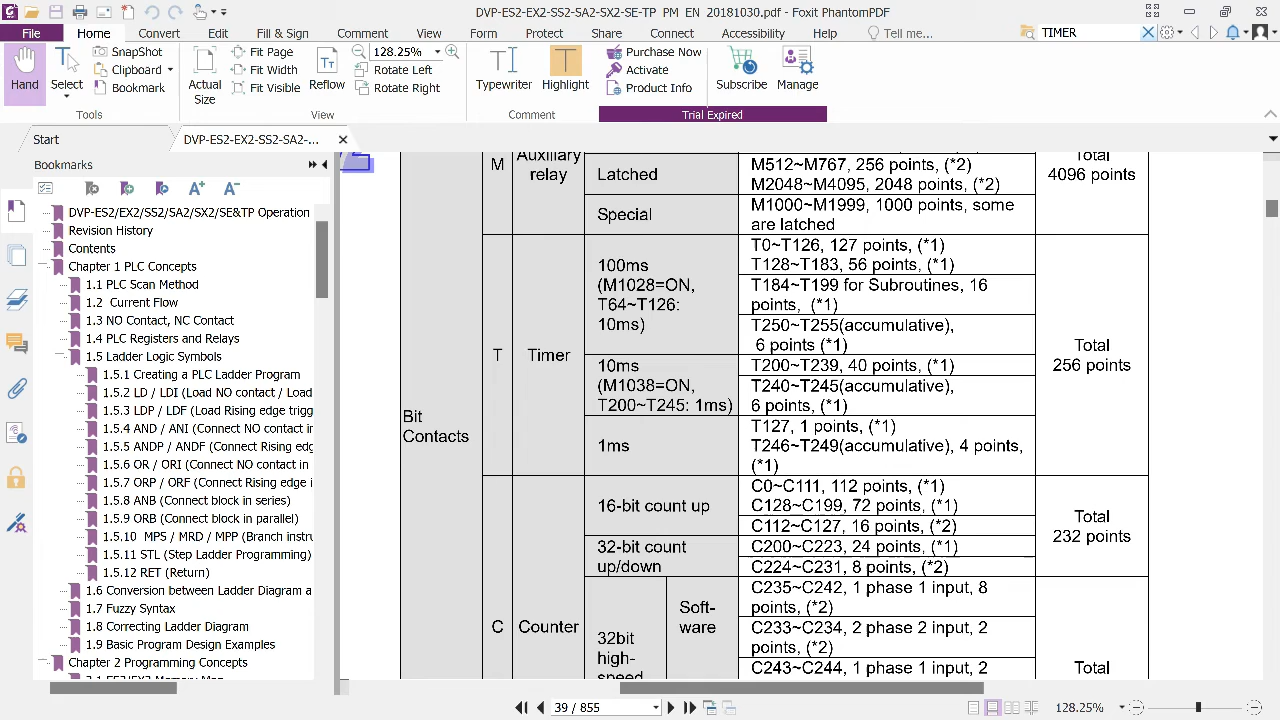 DVP-ES2-EX2-SS2-SA2-SX2-SE-TP_PM_EN_20191030.pdf - Foxit PhantomPDF
File
Home
Convert
Edit
Fill & Sign
Comment
View
Form
Protect
Share
Connect
Accessibility
Help
Tell me...
TIMER
Hand
Select
SnapShot
Clipboard
Bookmark
Tools
Actual
Size
Fit Page
Fit Width
Fit Visible
Reflow
128.25%
Rotate Left
Rotate Right
View
Typewriter
Highlight
Comment
Purchase Now
Activate
Product Info
Trial Expired
Subscribe
Manage
Start
DVP-ES2-EX2-SS2-SA2-...
Bookmarks
DVP-ES2/EX2/SS2/SA2/SX2/SE&TP Operation
Revision History
Contents
Chapter 1 PLC Concepts
1.1 PLC Scan Method
1.2 Current Flow
1.3 NO Contact, NC Contact
1.4 PLC Registers and Relays
1.5 Ladder Logic Symbols
1.5.1 Creating a PLC Ladder Program
1.5.2 LD / LDI (Load NO contact / Load
1.5.3 LDP / LDF (Load Rising edge trigg
1.5.4 AND / ANI (Connect NO contact in
1.5.5 ANDP / ANDF (Connect Rising edge
1.5.6 OR / ORI (Connect NO contact in
1.5.7 ORP / ORF (Connect Rising edge i
1.5.8 ANB (Connect block in series)
1.5.9 ORB (Connect block in parallel)
1.5.10 MPS / MRD / MPP (Branch instru
1.5.11 STL (Step Ladder Programming)
1.5.12 RET (Return)
1.6 Conversion between Ladder Diagram a
1.7 Fuzzy Syntax
1.8 Correcting Ladder Diagram
1.9 Basic Program Design Examples
Chapter 2 Programming Concepts
2.1 ES2/EX2 Memory Map
Bit
Contacts
M
Auxiliary
relay
Latched
M512~M767, 256 points, (*2)
M2048~M4095, 2048 points, (*2)
Special
M1000~M1999, 1000 points, some
are latched
Total
4096 points
T
Timer
100ms
(M1028=ON,
T64~T126:
10ms)
T0~T126, 127 points, (*1)
T128~T183, 56 points, (*1)
T184~T199 for Subroutines, 16
points, (*1)
T250~T255(accumulative),
6 points (*1)
10ms
(M1038=ON,
T200~T245: 1ms)
T200~T239, 40 points, (*1)
T240~T245(accumulative),
6 points, (*1)
1ms
T127, 1 points, (*1)
T246~T249(accumulative), 4 points,
(*1)
Total
256 points
C
Counter
16-bit count up
C0~C111, 112 points, (*1)
C128~C199, 72 points, (*1)
C112~C127, 16 points, (*2)
32-bit count
up/down
C200~C223, 24 points, (*1)
C224~C231, 8 points, (*2)
Total
232 points
32bit
high-
speed
Soft-
ware
C235~C242, 1 phase 1 input, 8
points, (*2)
C233~C234, 2 phase 2 input, 2
points, (*2)
C243~C244, 1 phase 1 input, 2
Total
39 / 855
128.25%